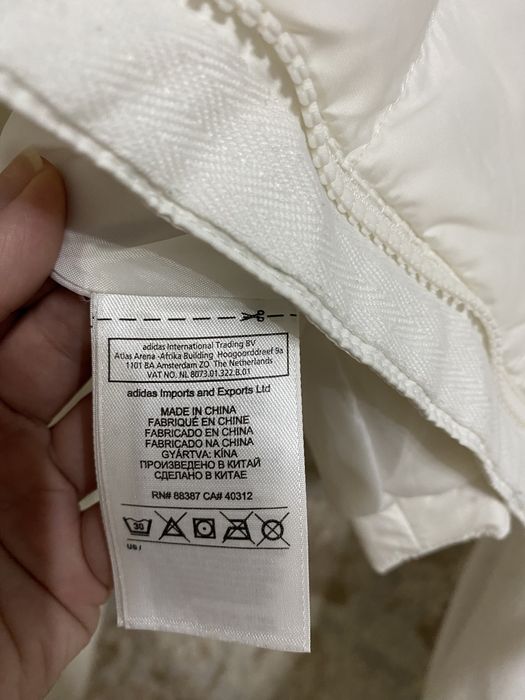 adidas International Trading BV
Atlas Arena -Afrika Building Hoogoorddreef 9a
1101 BA Amsterdam ZO The Netherlands
VAT NO. NL 8073.01.322.B.01
adidas Imports and Exports Ltd
MADE IN CHINA
FABRIQUÉ EN CHINE
FABRICADO EN CHINA
FABRICADO NA CHINA
GYÁRTVA: KÍNA
ПРОИЗВЕДЕНО В КИТАЙ
СДЕЛАНО В КИТАЕ
RN# 88387 CA# 40312
30
US /